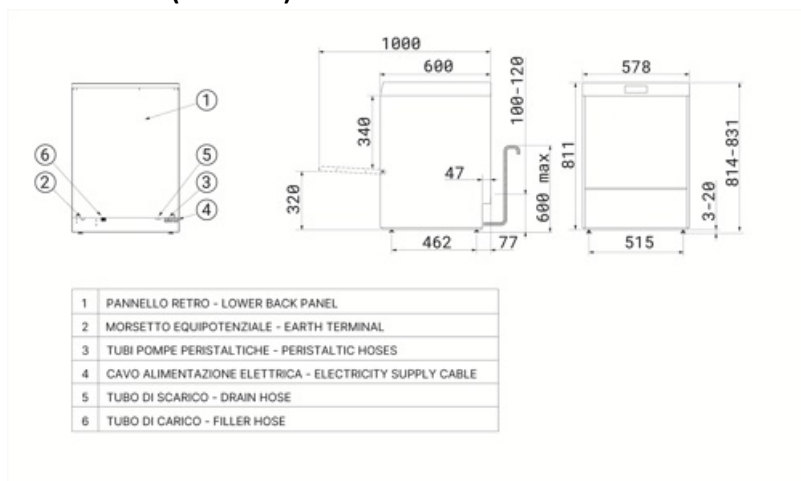 1000
600
578
100-120
1
340
811
814-831
6
5
47
2
3
600 max
320
4
3-20
462
77
515
1 PANNELLO RETRO - LOWER BACK PANEL
2 MORSETTO EQUIPOTENZIALE - EARTH TERMINAL
3 TUBI POMPE PERISTALTICHE - PERISTALTIC HOSES
4 CAVO ALIMENTAZIONE ELETTRICA - ELECTRICITY SUPPLY CABLE
5 TUBO DI SCARICO - DRAIN HOSE
6 TUBO DI CARICO - FILLER HOSE